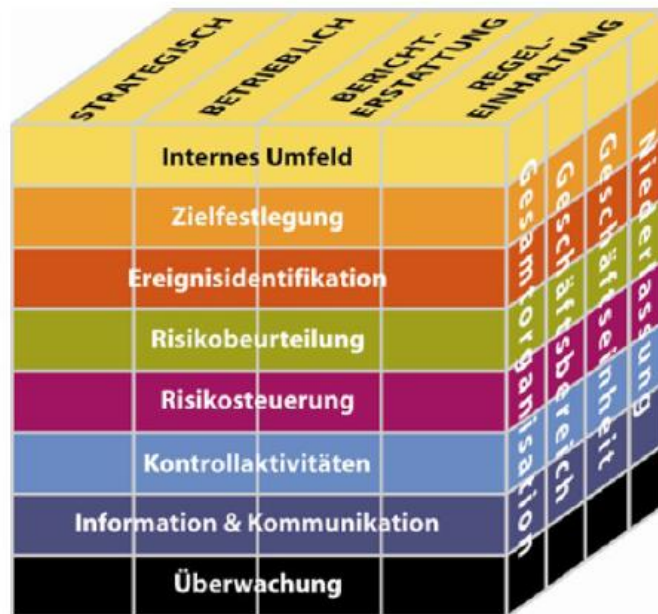 STRATEGISCH
BETRIEBLICH
BERICHT-
ERSTATTUNG
REGEL-
EINHALTUNG
Internes Umfeld
Zielfestlegung
Ereignisidentifikation
Risikobeurteilung
Risikosteuerung
Kontrollaktivitäten
Information & Kommunikation
Überwachung
Gesamtorganisation
Geschäftsbereich
Geschäftseinheit
Niederlassung